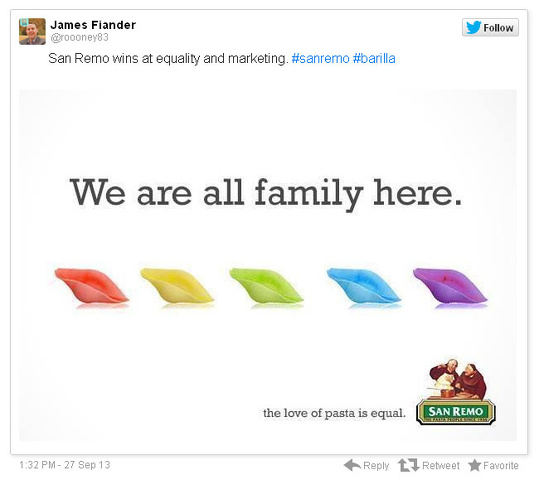 James Fiander
@roooney83
Follow
San Remo wins at equality and marketing. #sanremo #barilla
We are all family here.
the love of pasta is equal.
SAN REMO
1:32 PM - 27 Sep 13
Reply Retweet Favorite